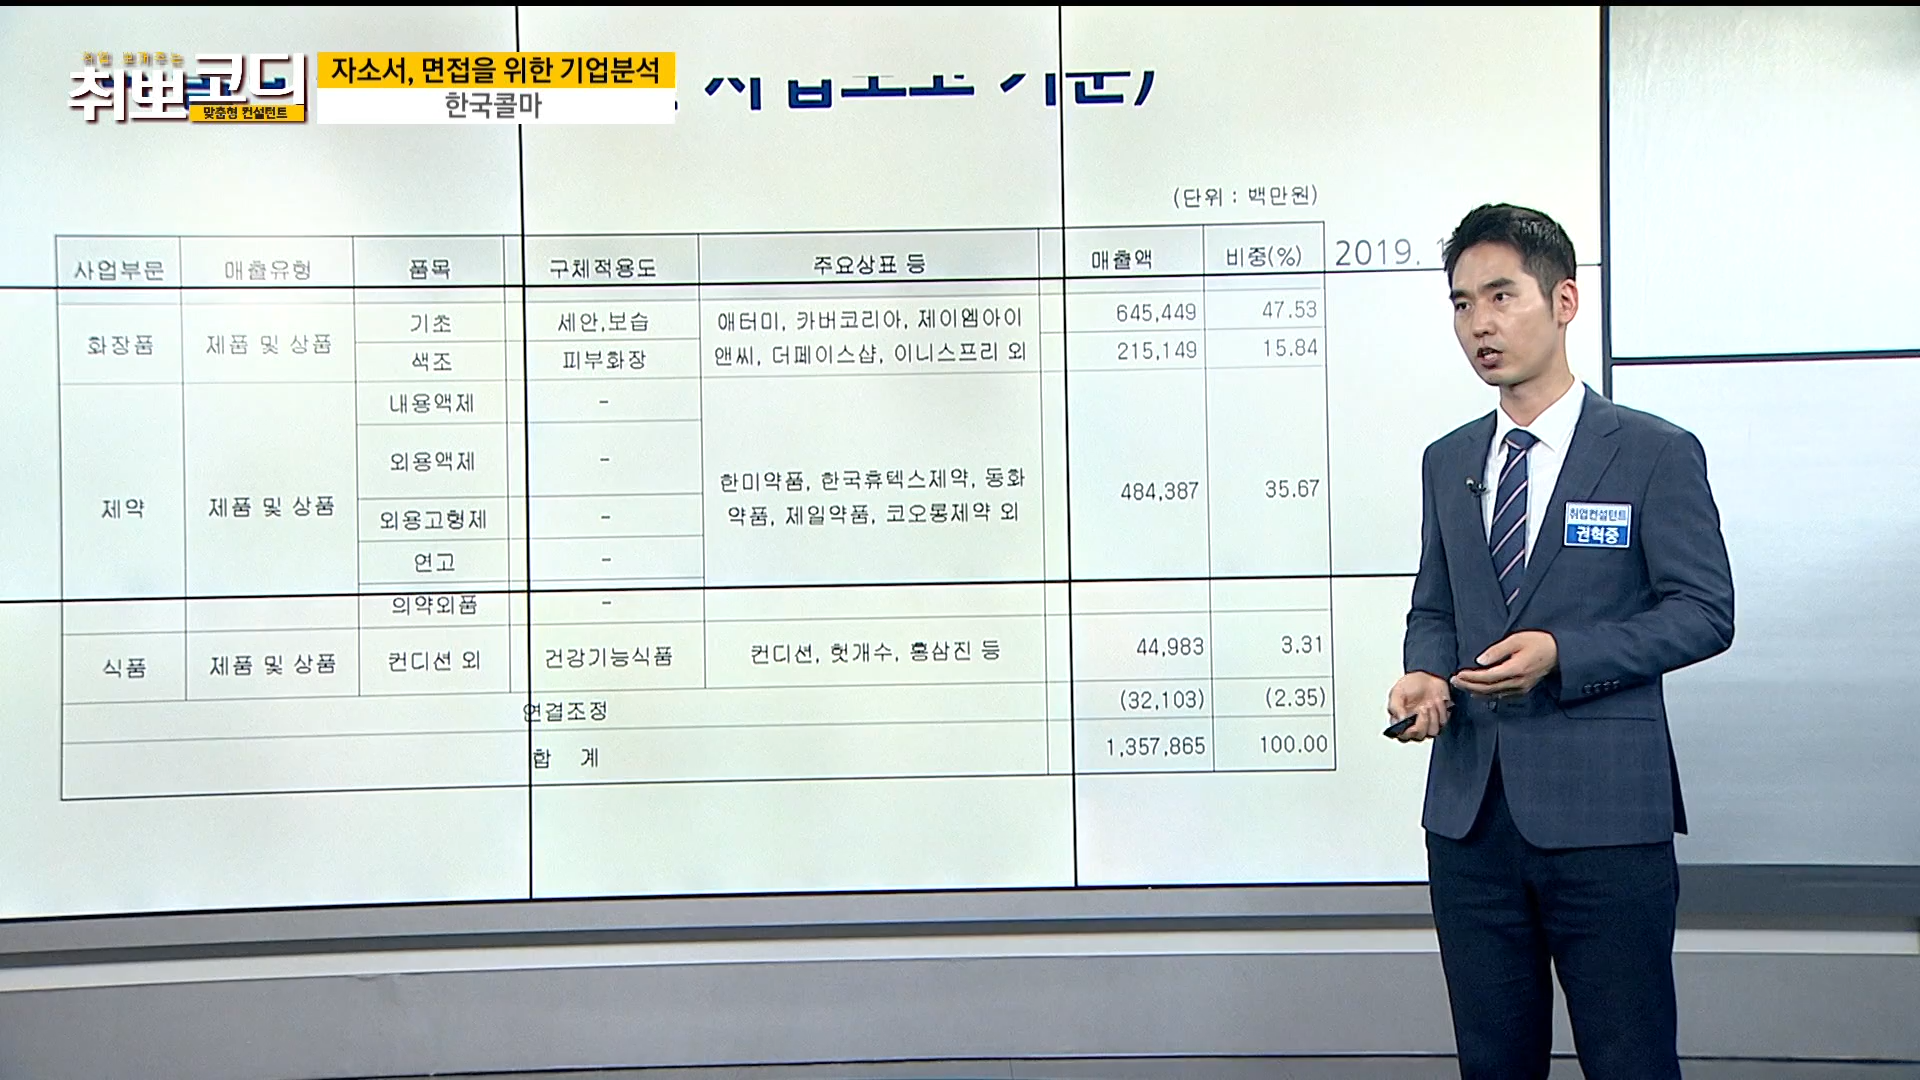 취업 뽀개주는
취뽀코디
맞춤형 컨설턴트
자소서, 면접을 위한 기업분석
한국콜마
기준)
(단위 : 백만원)
사업부문 매출유형 품목 구체적용도 주요상표 등 매출액 비중(%)
2019.
화장품 제품 및 상품 기초 세안,보습 애터미, 카버코리아, 제이엠아이 645,449 47.53
색조 피부화장 앤씨, 더페이스샵, 이니스프리 외 215,149 15.84
제약 제품 및 상품 내용액제 -
외용액제 -
한미약품, 한국휴텍스제약, 동화
약품, 제일약품, 코오롱제약 외 484,387 35.67
외용고형제 -
연고 -
의약외품 -
식품 제품 및 상품 컨디션 외 건강기능식품 컨디션, 헛개수, 홍삼진 등 44,983 3.31
연결조정 (32,103) (2.35)
합 계 1,357,865 100.00
취업컨설턴트
권혁중